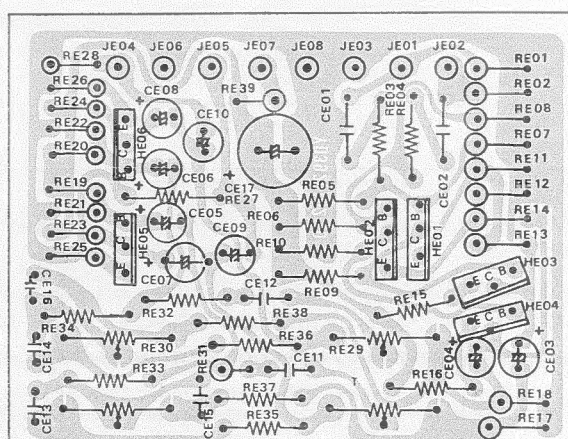 JE04 JE06 JE05 JE07 JE08 JE03 JE01 JE02
RE28
RE26
RE24
RE22
RE20
RE19
RE21
RE23
RE25
CE08
CE10
RE39
CE01
RE03
RE04
CE02
RE01
RE02
RE08
RE07
RE11
RE12
RE14
RE13
E C B
HE06
CE06
CE17
RE27
RE05
CE05
RE06
B C E
HE05
CE09
RE10
CE07
RE09
B C E
HE02
B C E
HE01
E C B
HE03
E C B
HE04
CE16
RE34
RE32
CE12
RE38
RE15
CE14
RE30
RE36
RE29
CE04
CE03
RE33
RE31
CE11
RE16
T
CE13
CE15
RE37
RE35
RE18
RE17